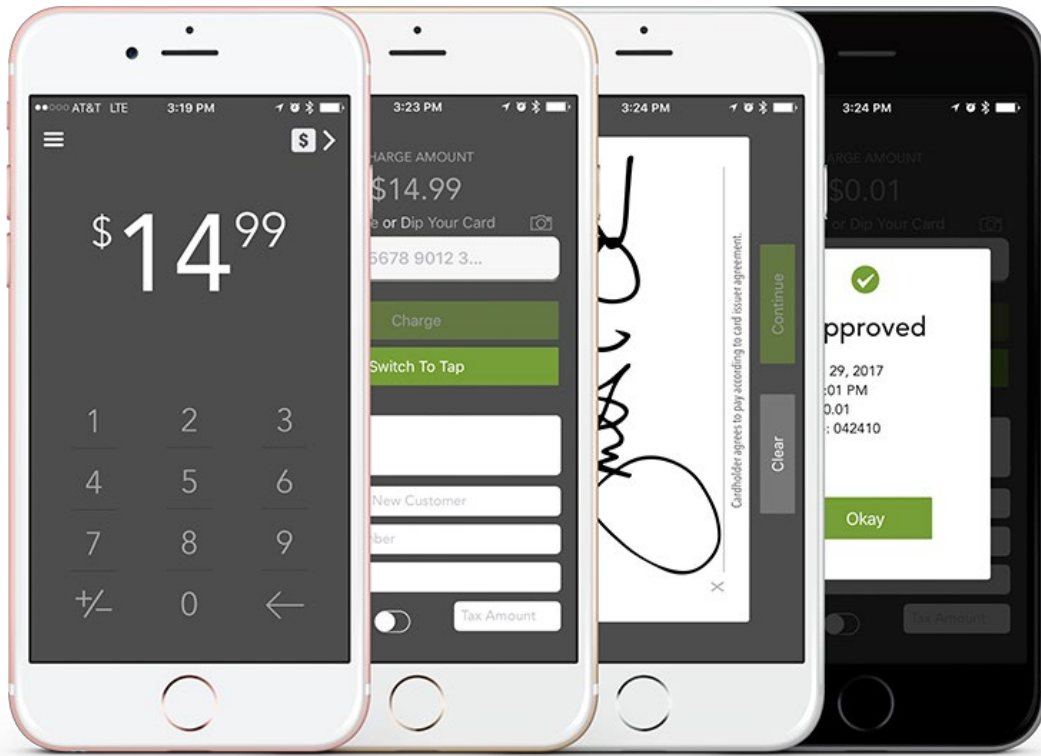 AT&T LTE 3:19 PM
$
$14 99
1 2 3
4 5 6
7 8 9
+/− 0 ←
3:23 PM
HARGE AMOUNT
$14.99
e or Dip Your Card
5678 9012 3...
Charge
Switch To Tap
New Customer
ber
Tax Amount
3:24 PM
Cardholder agrees to pay according to card issuer agreement.
X
Continue
Clear
3:24 PM
ARGE AMOUNT
$0.01
or Dip Your Card
pproved
29, 2017
:01 PM
0.01
: 042410
Okay
Tax Amount